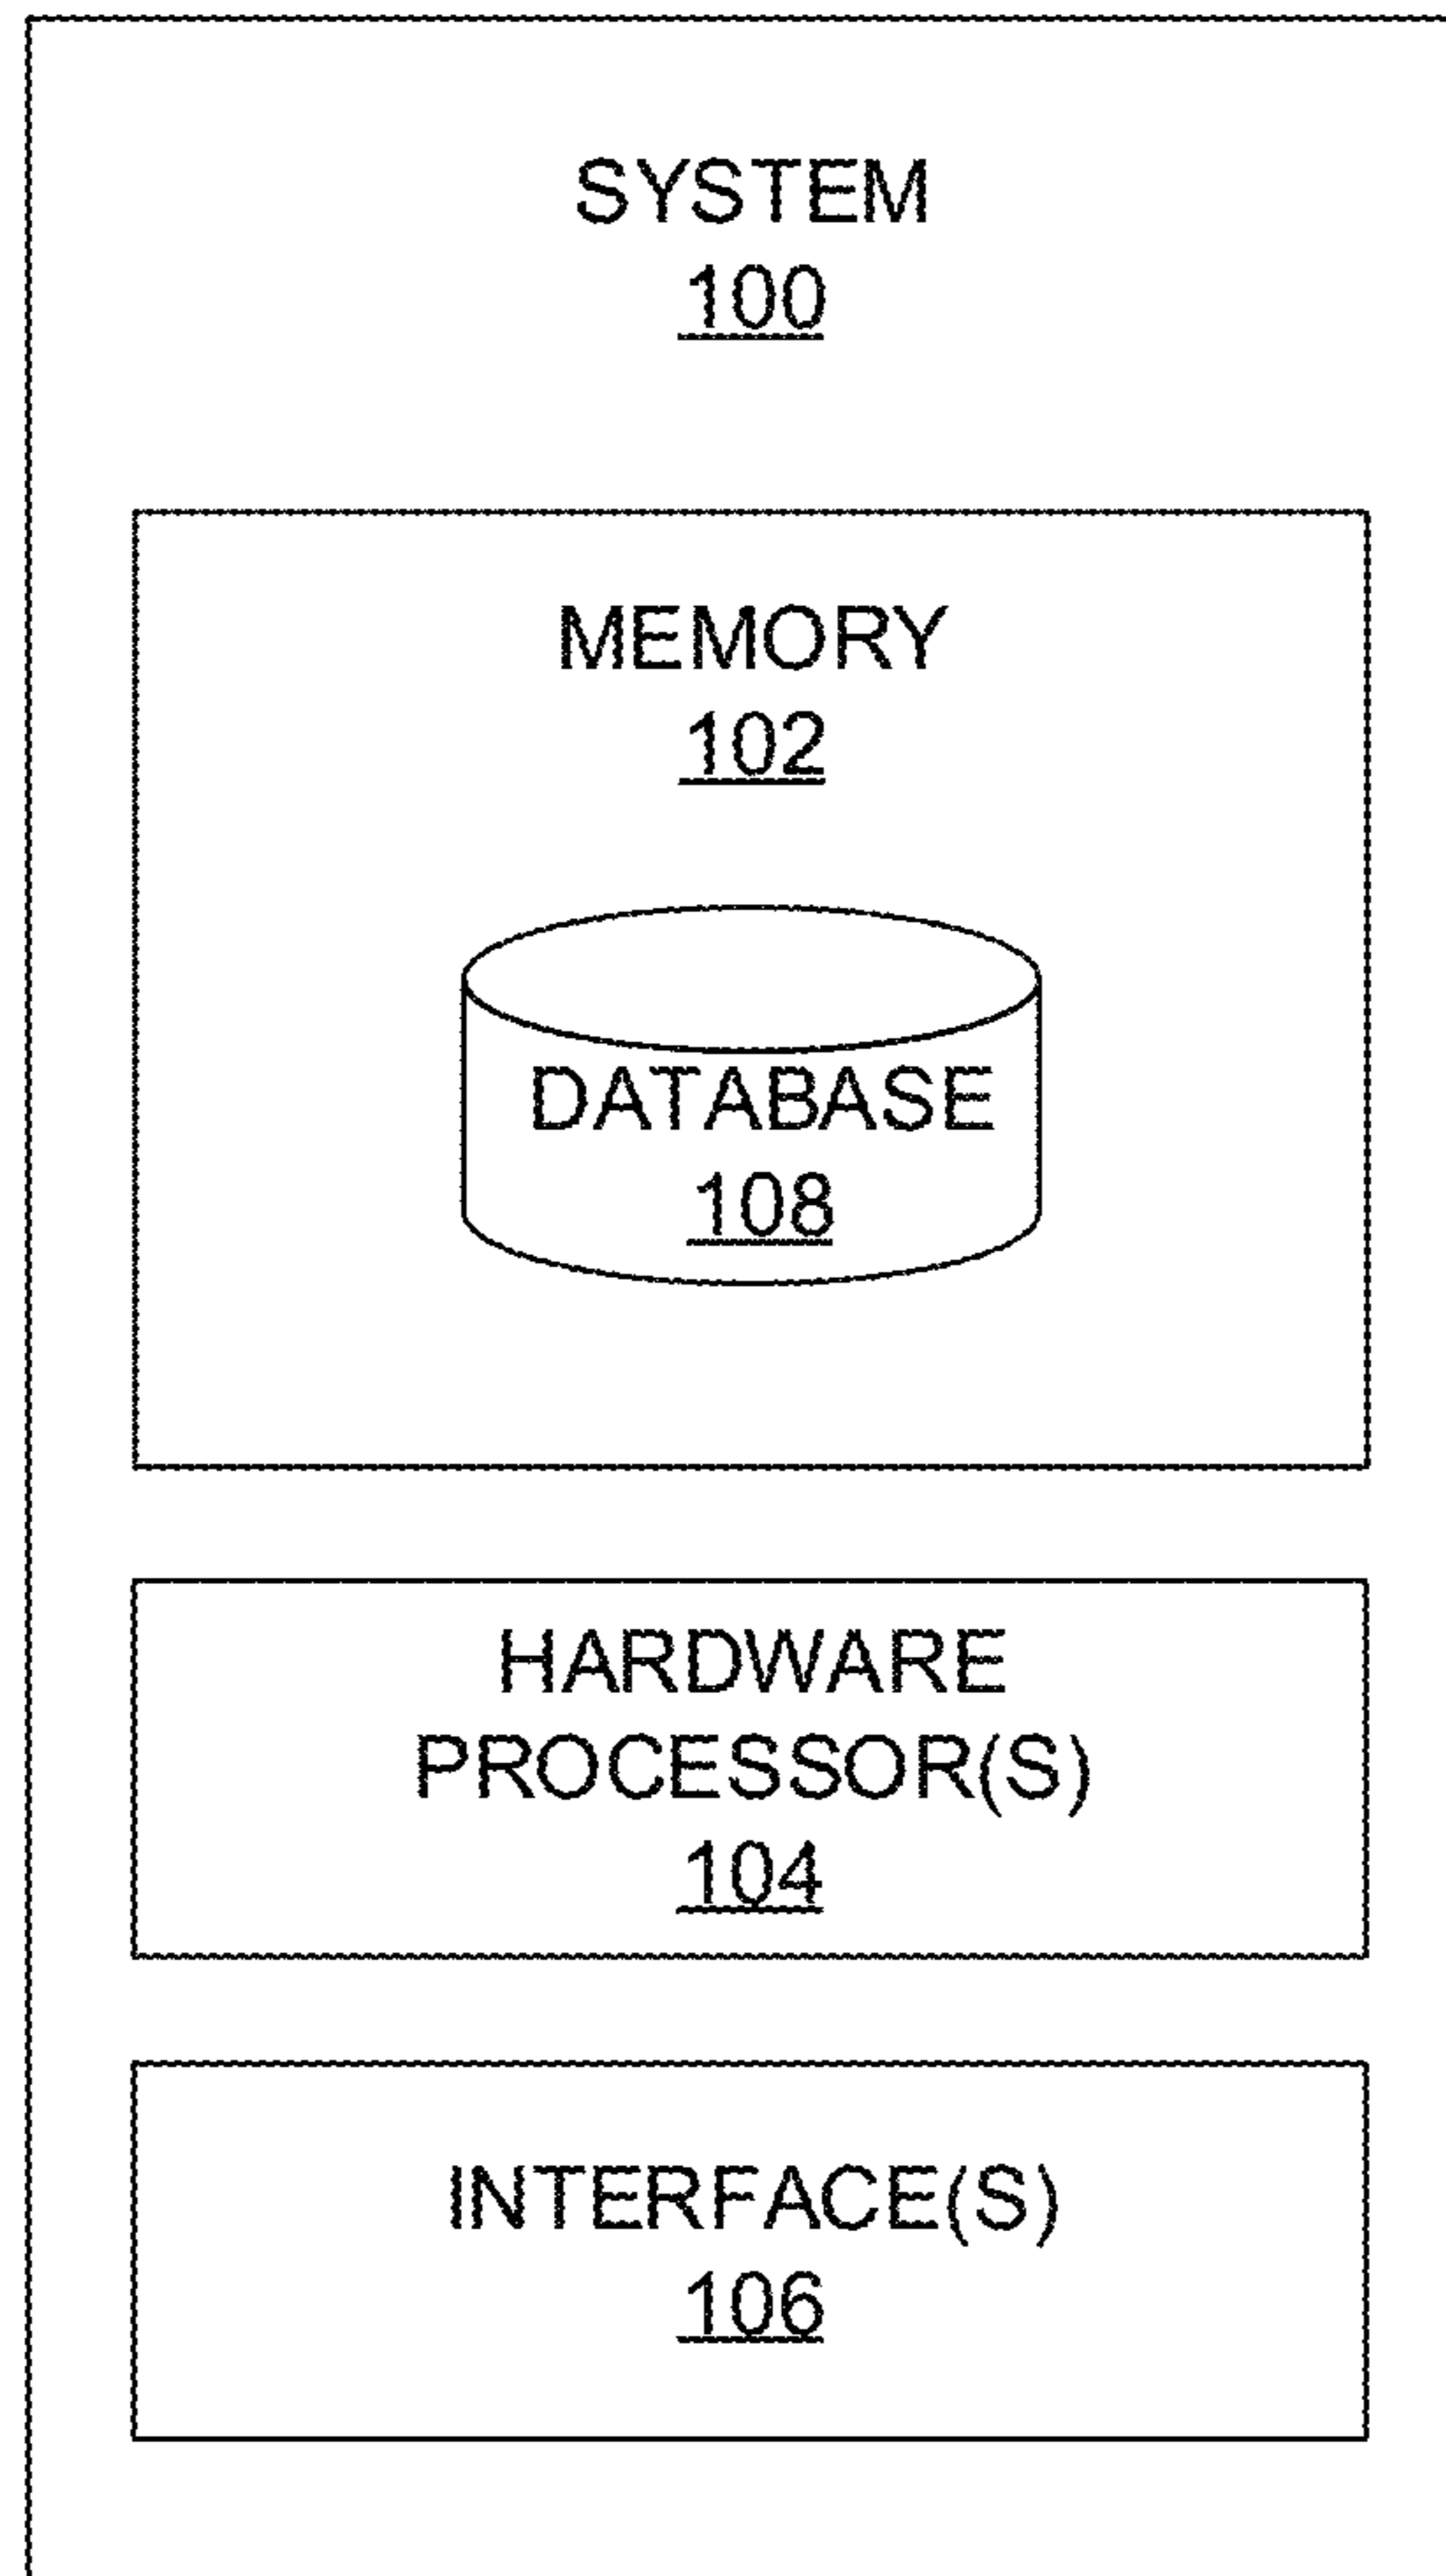 SYSTEM
100
MEMORY
102
DATABASE
108
HARDWARE
PROCESSOR(S)
104
INTERFACE(S)
106